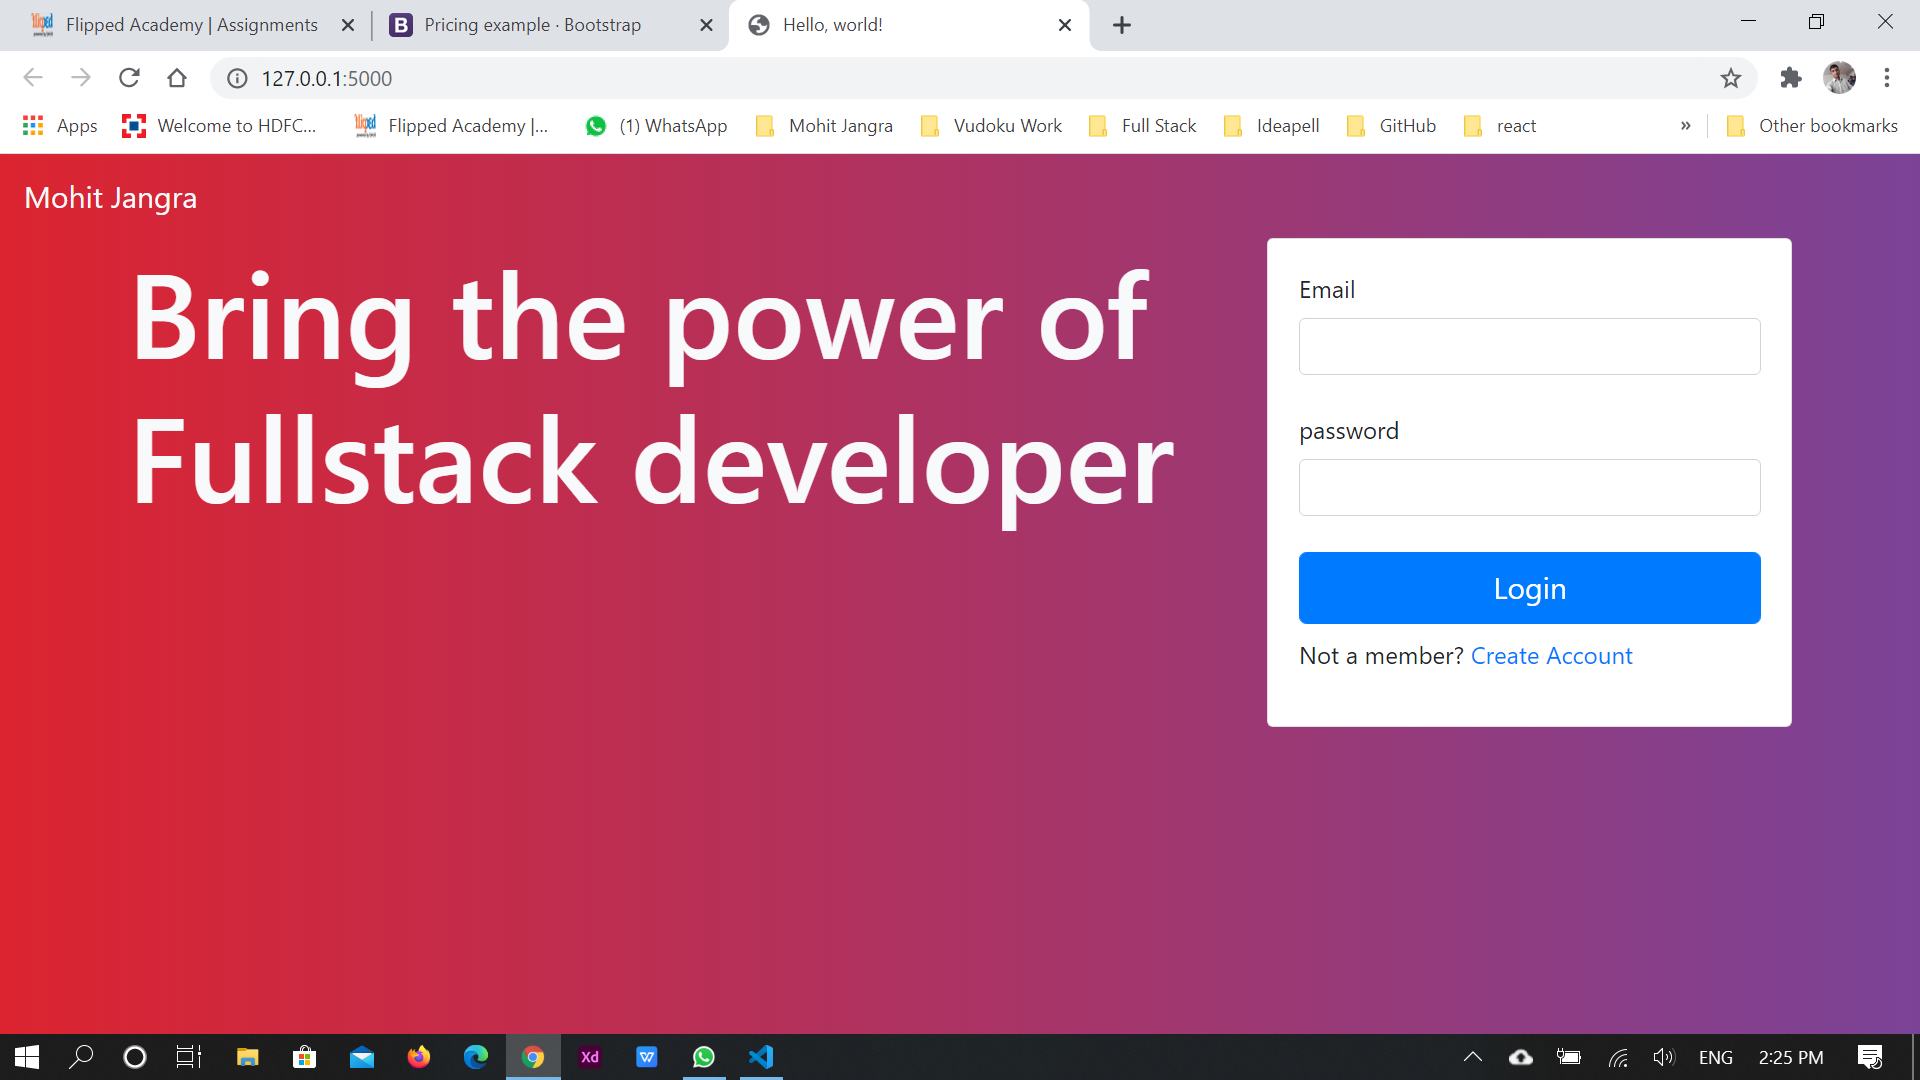 Flipped Academy | Assignments
Pricing example · Bootstrap
Hello, world!
127.0.0.1:5000
Apps
Welcome to HDFC...
Flipped Academy |...
(1) WhatsApp
Mohit Jangra
Vudoku Work
Full Stack
Ideapell
GitHub
react
»
Other bookmarks
Mohit Jangra
Bring the power of
Fullstack developer
Email
password
Login
Not a member? Create Account
Xd
W
ENG
2:25 PM